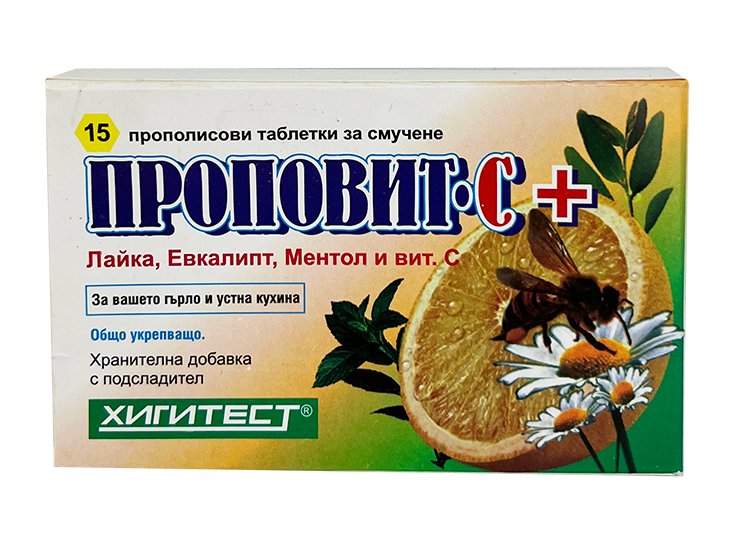 15 прополисови таблетки за смучене
ПРОПОВИТ·С +
Лайка, Евкалипт, Ментол и вит. С
За вашето гърло и устна кухина
Общо укрепващо.
Хранителна добавка
с подсладител
ХИГИТЕСТ®